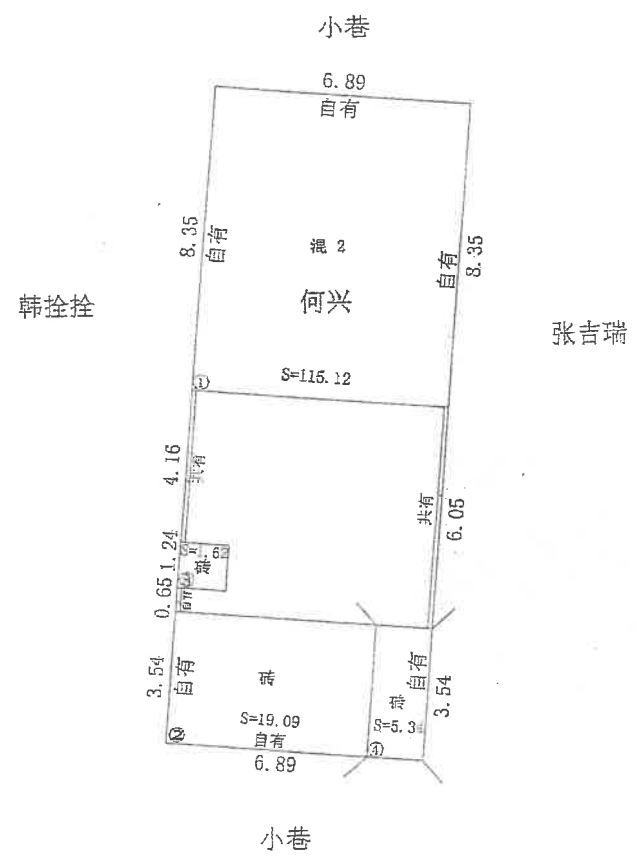 小巷
6.89
自有
8.35
自有
混 2
自有
8.35
何兴
韩拴拴
张吉瑞
S=115.12
①
4.16
共有
共有
6.05
1.24
砖
0.65
自有
3.54
自有
砖
自有
3.54
砖
S=19.09
②
自有
④
6.89
小巷